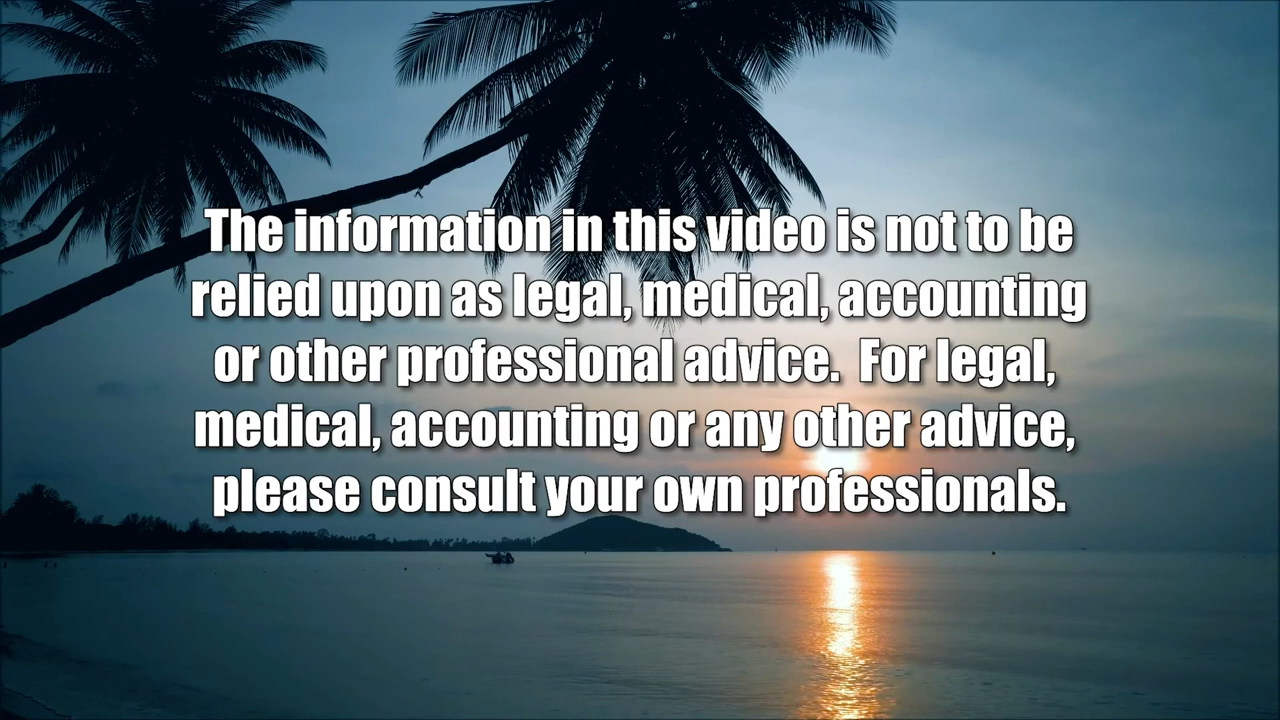 The information in this video is not to be
relied upon as legal, medical, accounting
or other professional advice.  For legal,
medical, accounting or any other advice,
please consult your own professionals.